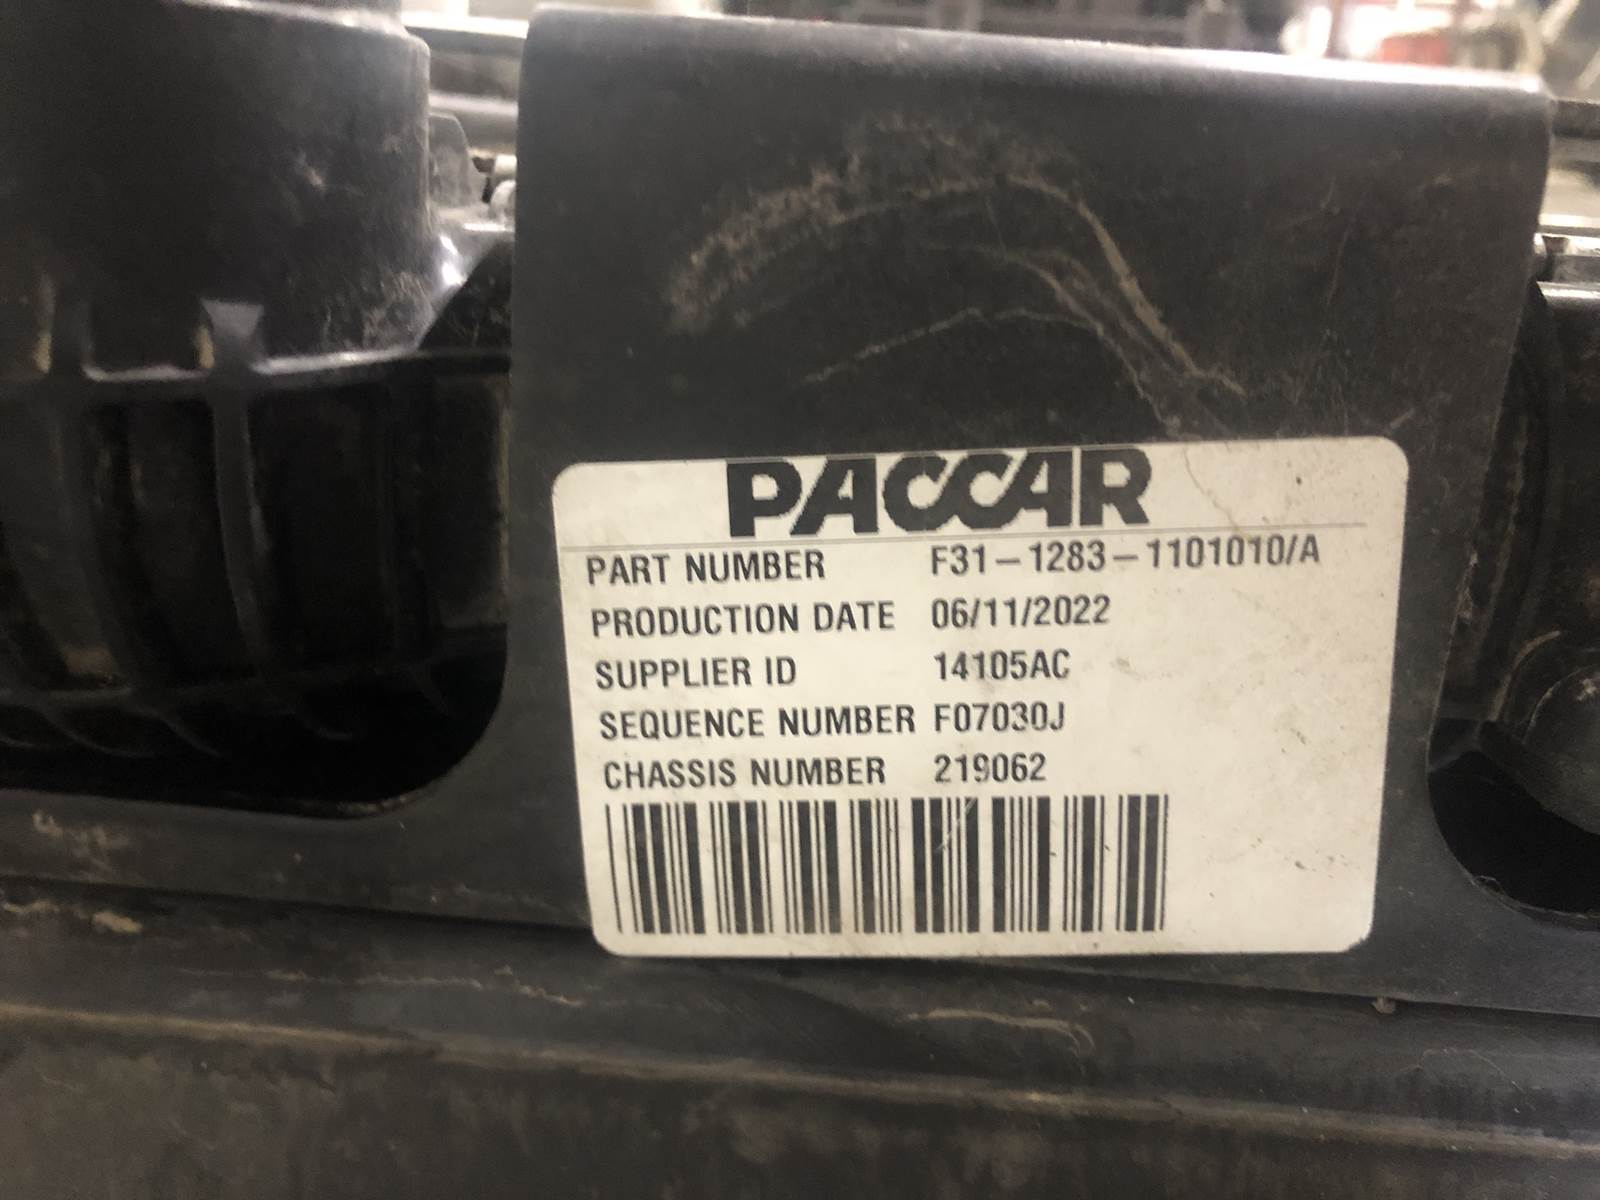 PACCAR
PART NUMBER F31-1283-1101010/A
PRODUCTION DATE 06/11/2022
SUPPLIER ID 14105AC
SEQUENCE NUMBER F07030J
CHASSIS NUMBER 219062